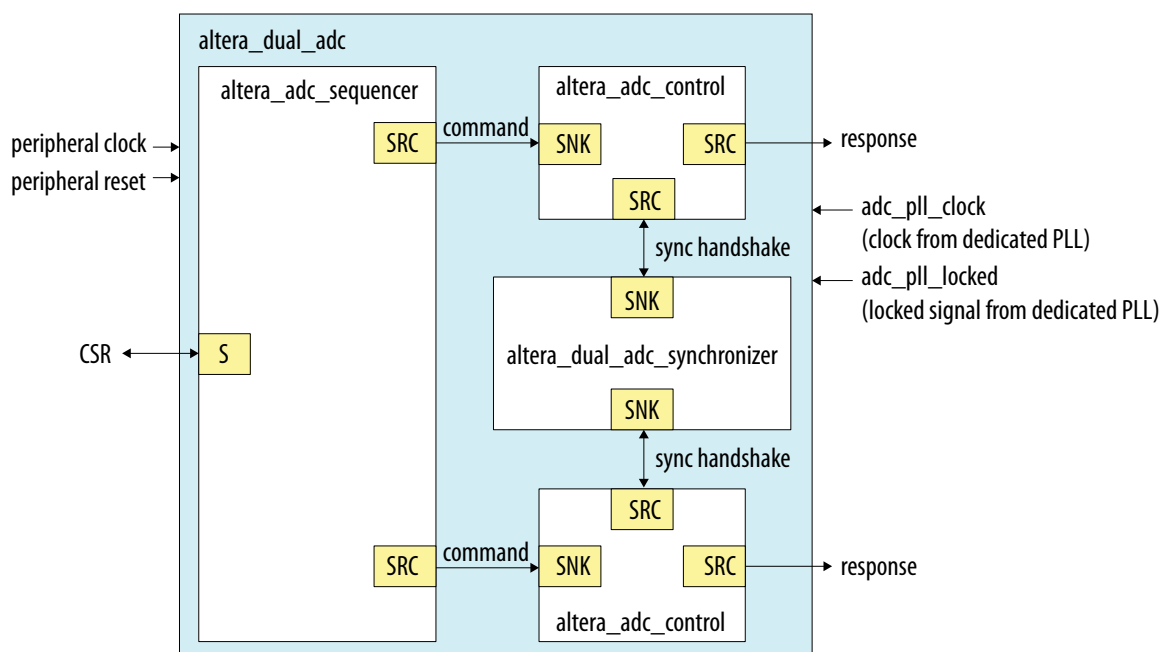 altera_dual_adc
altera_adc_sequencer
altera_adc_control
peripheral clock
peripheral reset
SRC
command
SNK
SRC
response
SRC
adc_pll_clock
(clock from dedicated PLL)
sync handshake
adc_pll_locked
(locked signal from dedicated PLL)
SNK
CSR
S
altera_dual_adc_synchronizer
SNK
sync handshake
SRC
SRC
command
SNK
SRC
response
altera_adc_control